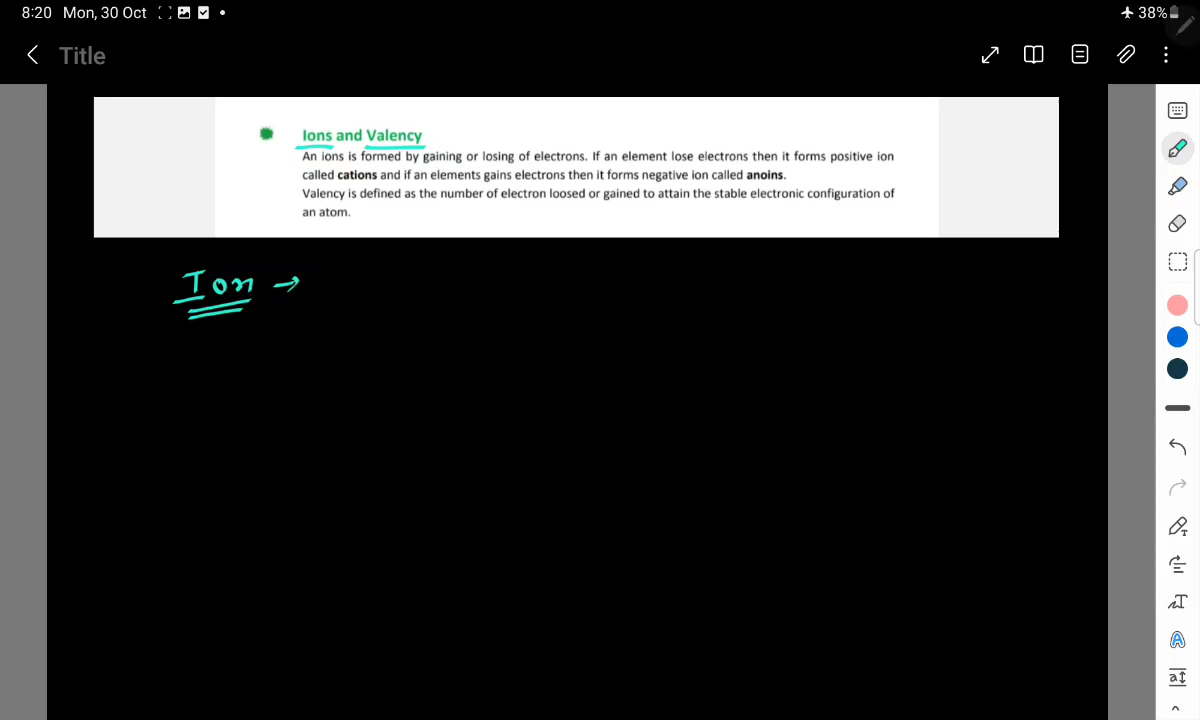 8:20 Mon, 30 Oct
38%
Title
Ions and Valency
An ions is formed by gaining or losing of electrons. If an element lose electrons then it forms positive ion
called cations and if an elements gains electrons then it forms negative ion called anoins.
Valency is defined as the number of electron loosed or gained to attain the stable electronic configuration of
an atom.
Ion →